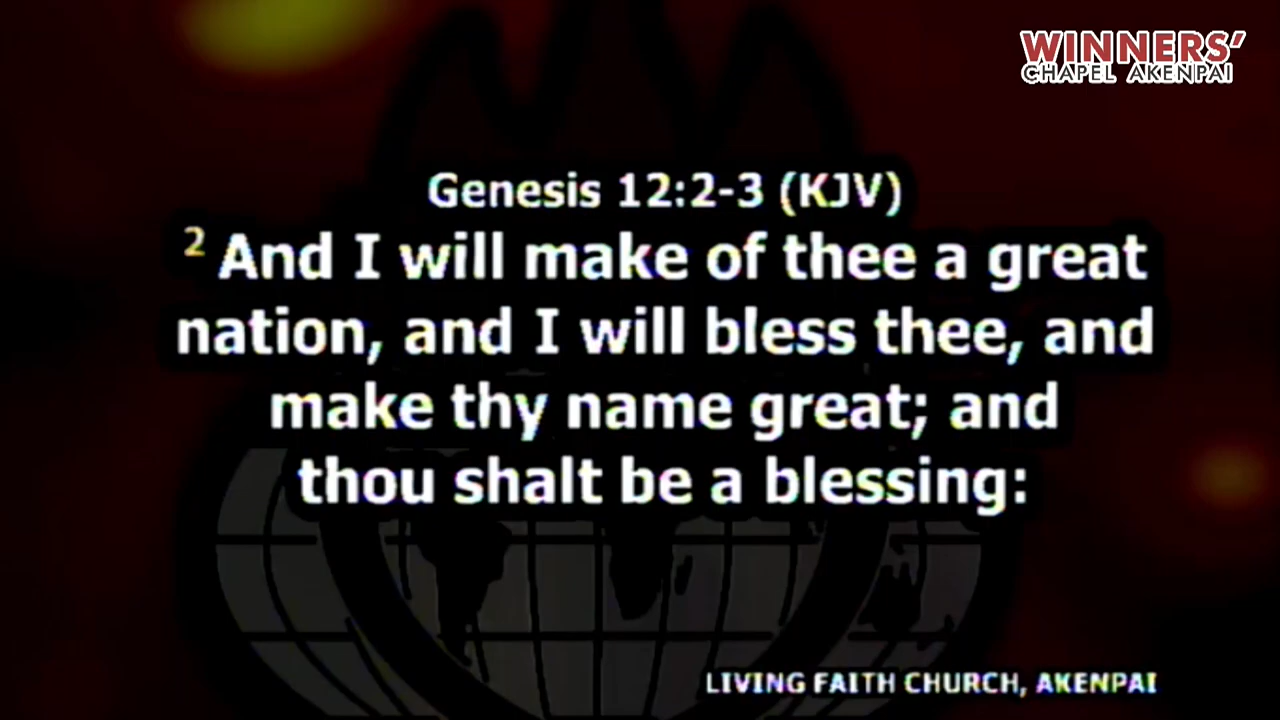 WINNERS'
CHAPEL AKENPAI
Genesis 12:2-3 (KJV)
2 And I will make of thee a great
nation, and I will bless thee, and
make thy name great; and
thou shalt be a blessing:
LIVING FAITH CHURCH, AKENPAI